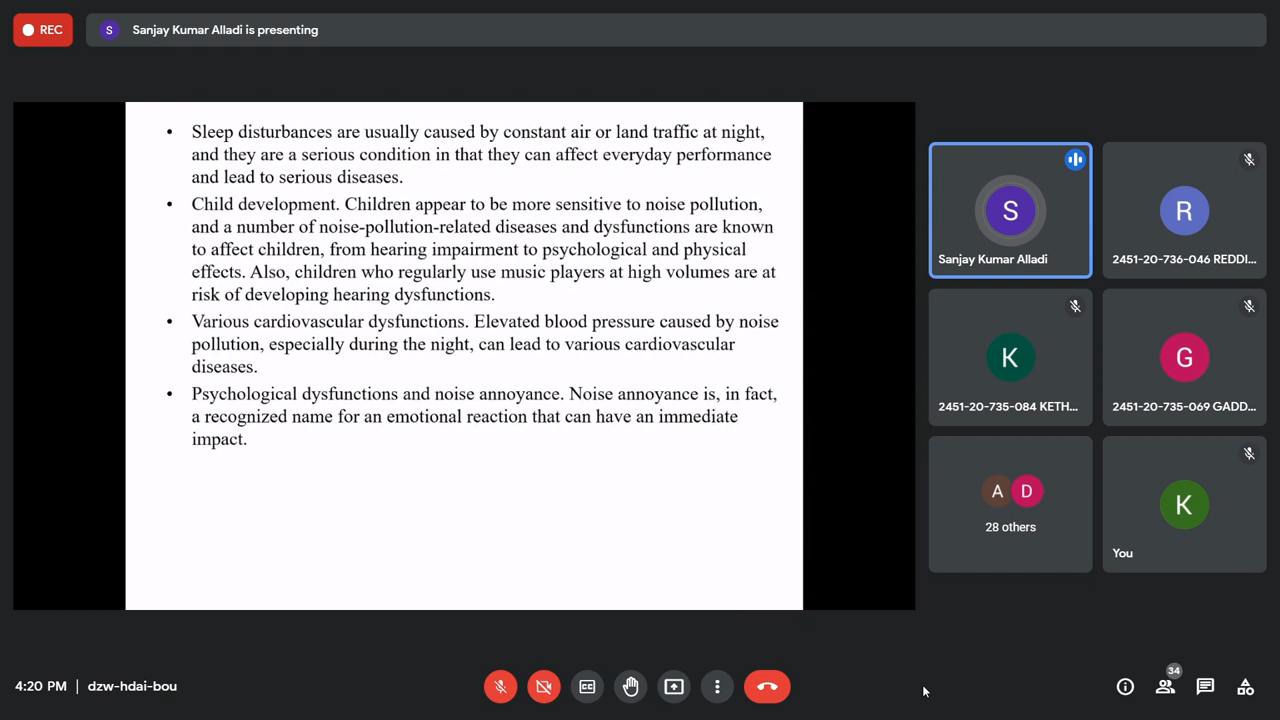 REC
S
Sanjay Kumar Alladi is presenting
• Sleep disturbances are usually caused by constant air or land traffic at night,
and they are a serious condition in that they can affect everyday performance
and lead to serious diseases.
• Child development. Children appear to be more sensitive to noise pollution,
and a number of noise-pollution-related diseases and dysfunctions are known
to affect children, from hearing impairment to psychological and physical
effects. Also, children who regularly use music players at high volumes are at
risk of developing hearing dysfunctions.
• Various cardiovascular dysfunctions. Elevated blood pressure caused by noise
pollution, especially during the night, can lead to various cardiovascular
diseases.
• Psychological dysfunctions and noise annoyance. Noise annoyance is, in fact,
a recognized name for an emotional reaction that can have an immediate
impact.
S
Sanjay Kumar Alladi
R
2451-20-736-046 REDDI...
K
2451-20-735-084 KETH...
G
2451-20-735-069 GADD...
A D
28 others
K
You
4:20 PM | dzw-hdai-bou
34